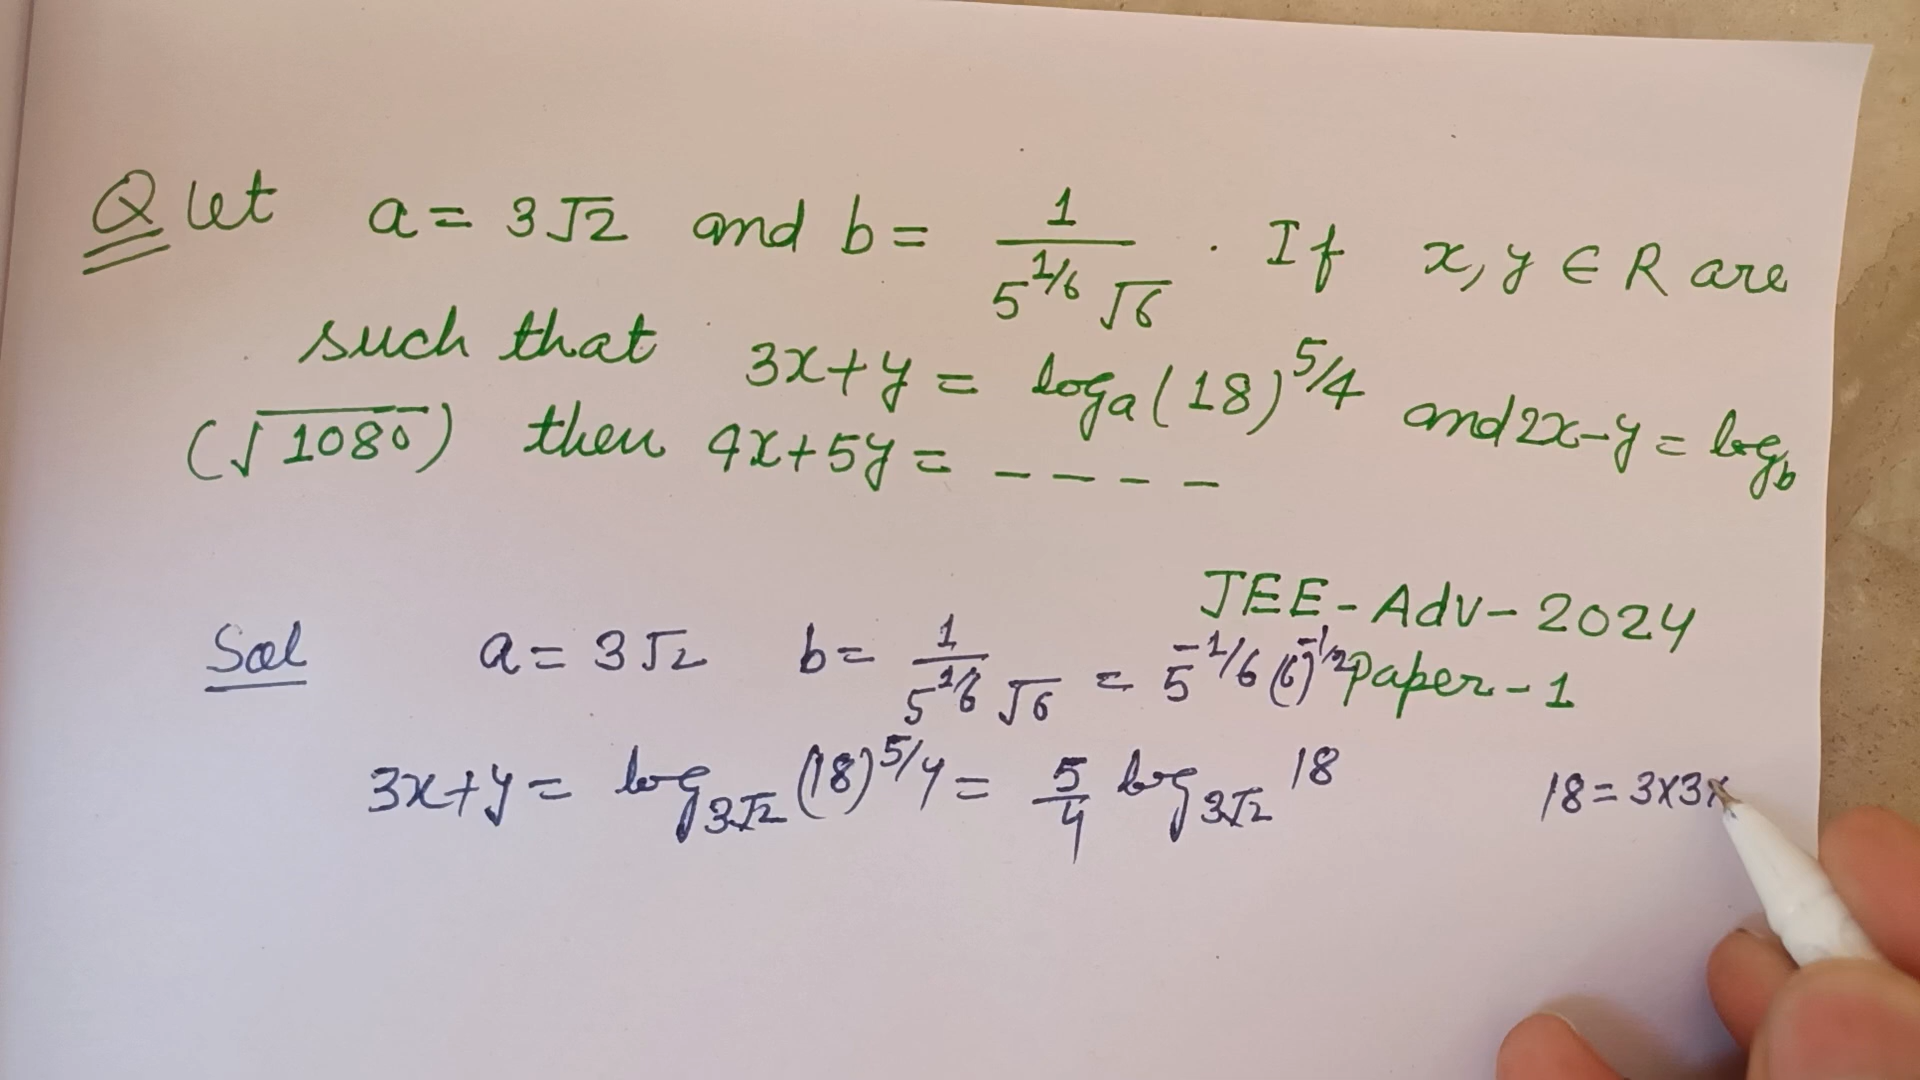 Q Let a = 3√2 and b = 1/(5^(1/6) √6) . If x, y ∈ R are
such that 3x+y = log_a (18)^(5/4) and 2x-y = log_b
(√1080) then 4x+5y = - - - -
JEE-Adv-2024
Paper-1
Sol a = 3√2 b = 1/(5^(1/6) √6) = 5^(-1/6) (6)^(-1/2)
3x+y = log_(3√2) (18)^(5/4) = 5/4 log_(3√2) 18 18 = 3×3×